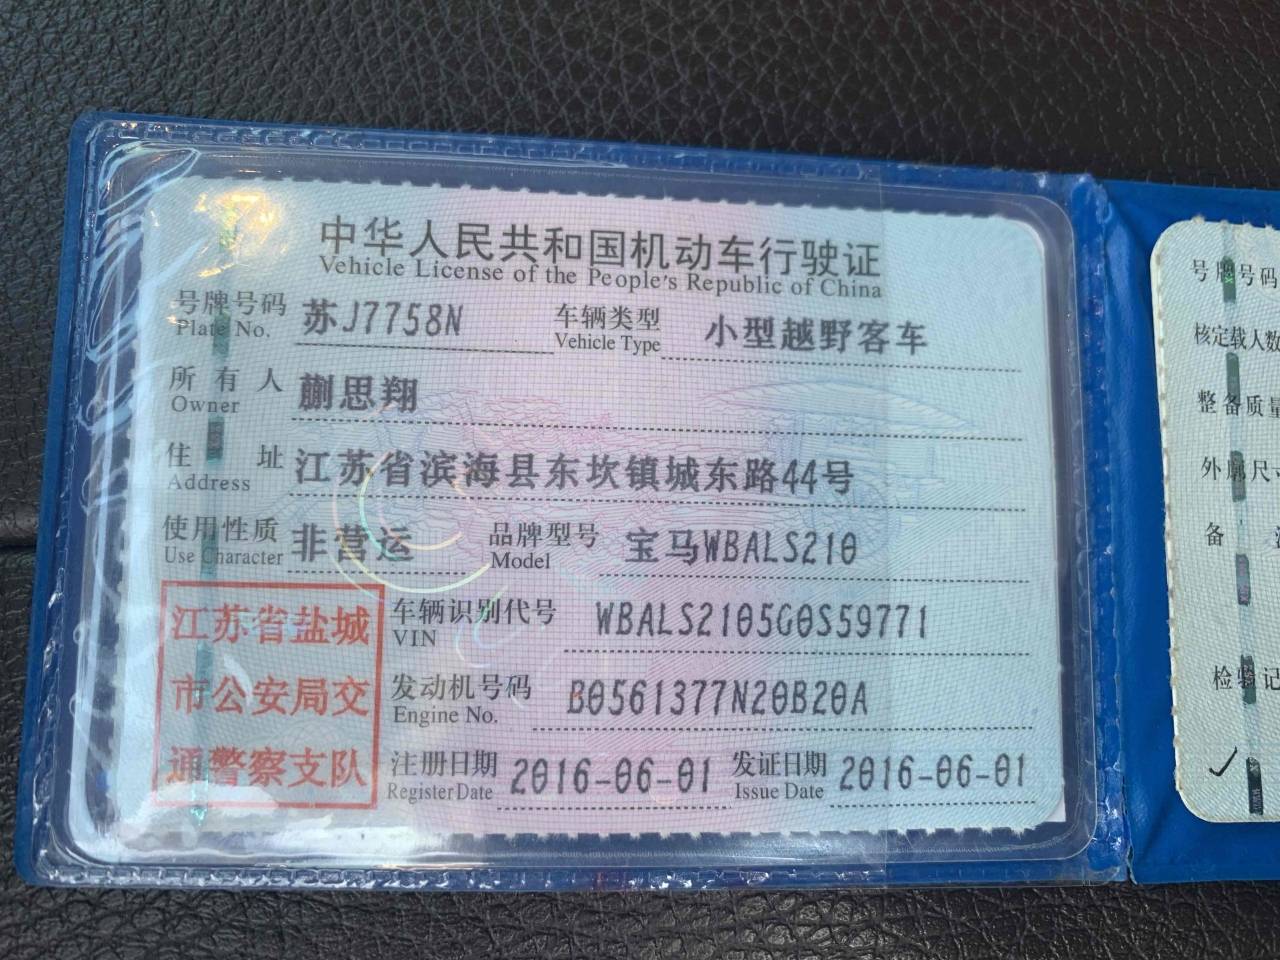 中华人民共和国机动车行驶证
Vehicle License of the People's Republic of China
号牌号码 苏J7758N 车辆类型 小型越野客车
Plate No. Vehicle Type
所有人 蒯思翔
Owner
住址 江苏省滨海县东坎镇城东路44号
Address
使用性质 非营运 品牌型号 宝马WBALS210
Use Character Model
江苏省盐城
市公安局交
通警察支队
车辆识别代号 WBALS2105G0S59771
VIN
发动机号码 B0561377N20B20A
Engine No.
注册日期 2016-06-01 发证日期 2016-06-01
Register Date Issue Date
号牌号码
核定载人数
整备质量
外廓尺
备
检验记